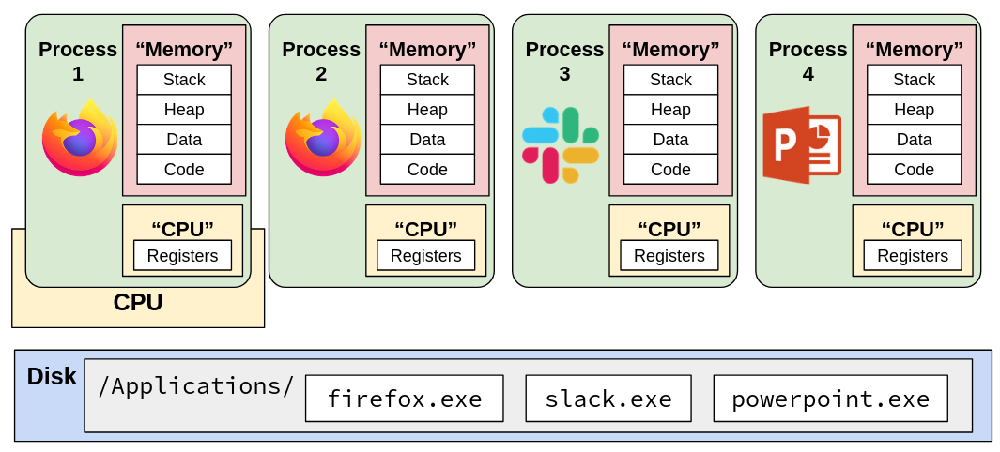 Process
1
“Memory”
Stack
Heap
Data
Code
“CPU”
Registers
Process
2
“Memory”
Stack
Heap
Data
Code
“CPU”
Registers
Process
3
“Memory”
Stack
Heap
Data
Code
“CPU”
Registers
Process
4
P
“Memory”
Stack
Heap
Data
Code
“CPU”
Registers
CPU
Disk
/Applications/
firefox.exe
slack.exe
powerpoint.exe